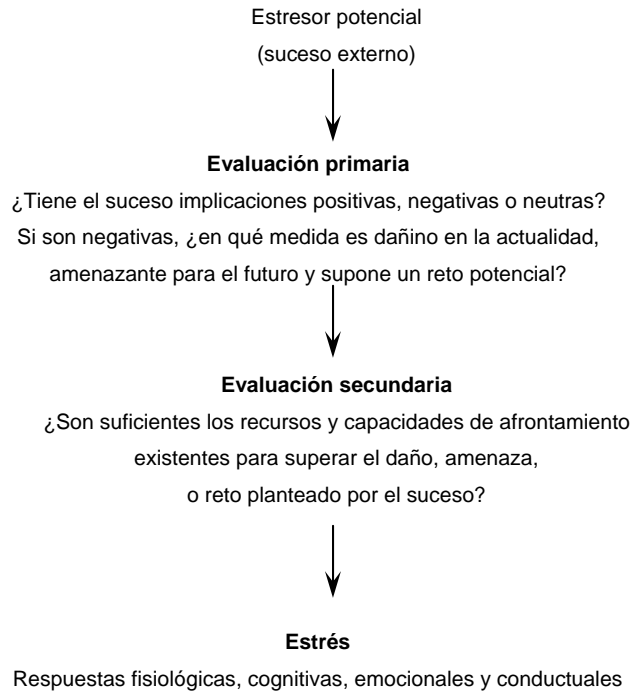 Estresor potencial
(suceso externo)
Evaluación primaria
¿Tiene el suceso implicaciones positivas, negativas o neutras?
Si son negativas, ¿en qué medida es dañino en la actualidad,
amenazante para el futuro y supone un reto potencial?
Evaluación secundaria
¿Son suficientes los recursos y capacidades de afrontamiento
existentes para superar el daño, amenaza,
o reto planteado por el suceso?
Estrés
Respuestas fisiológicas, cognitivas, emocionales y conductuales